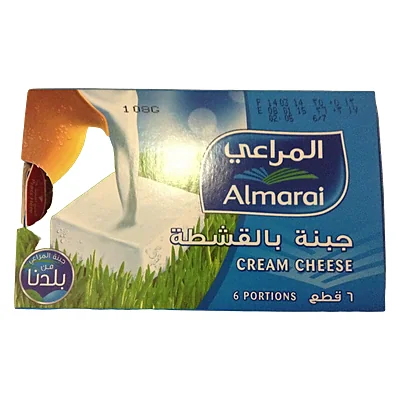 108G
المراعي
Almarai
جبنة بالقشطة
CREAM CHEESE
6 PORTIONS ٦ قطع
جبنة المراعي
من
بلدنا